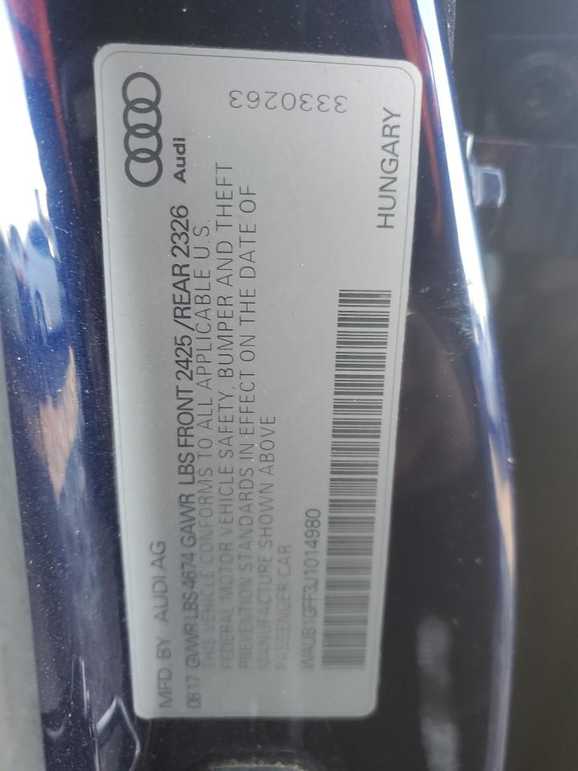 Audi
3330263
MFD. BY AUDI AG
08.17 GVWR LBS 4674 GAWR LBS FRONT 2425 / REAR 2326
THIS VEHICLE CONFORMS TO ALL APPLICABLE U.S.
FEDERAL MOTOR VEHICLE SAFETY, BUMPER AND THEFT
PREVENTION STANDARDS IN EFFECT ON THE DATE OF
MANUFACTURE SHOWN ABOVE
PASSENGER CAR
WAUB1GFF3J1014980
HUNGARY